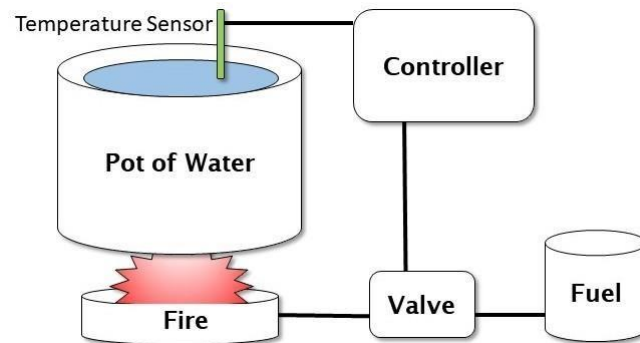 Temperature Sensor
Controller
Pot of Water
Valve
Fuel
Fire